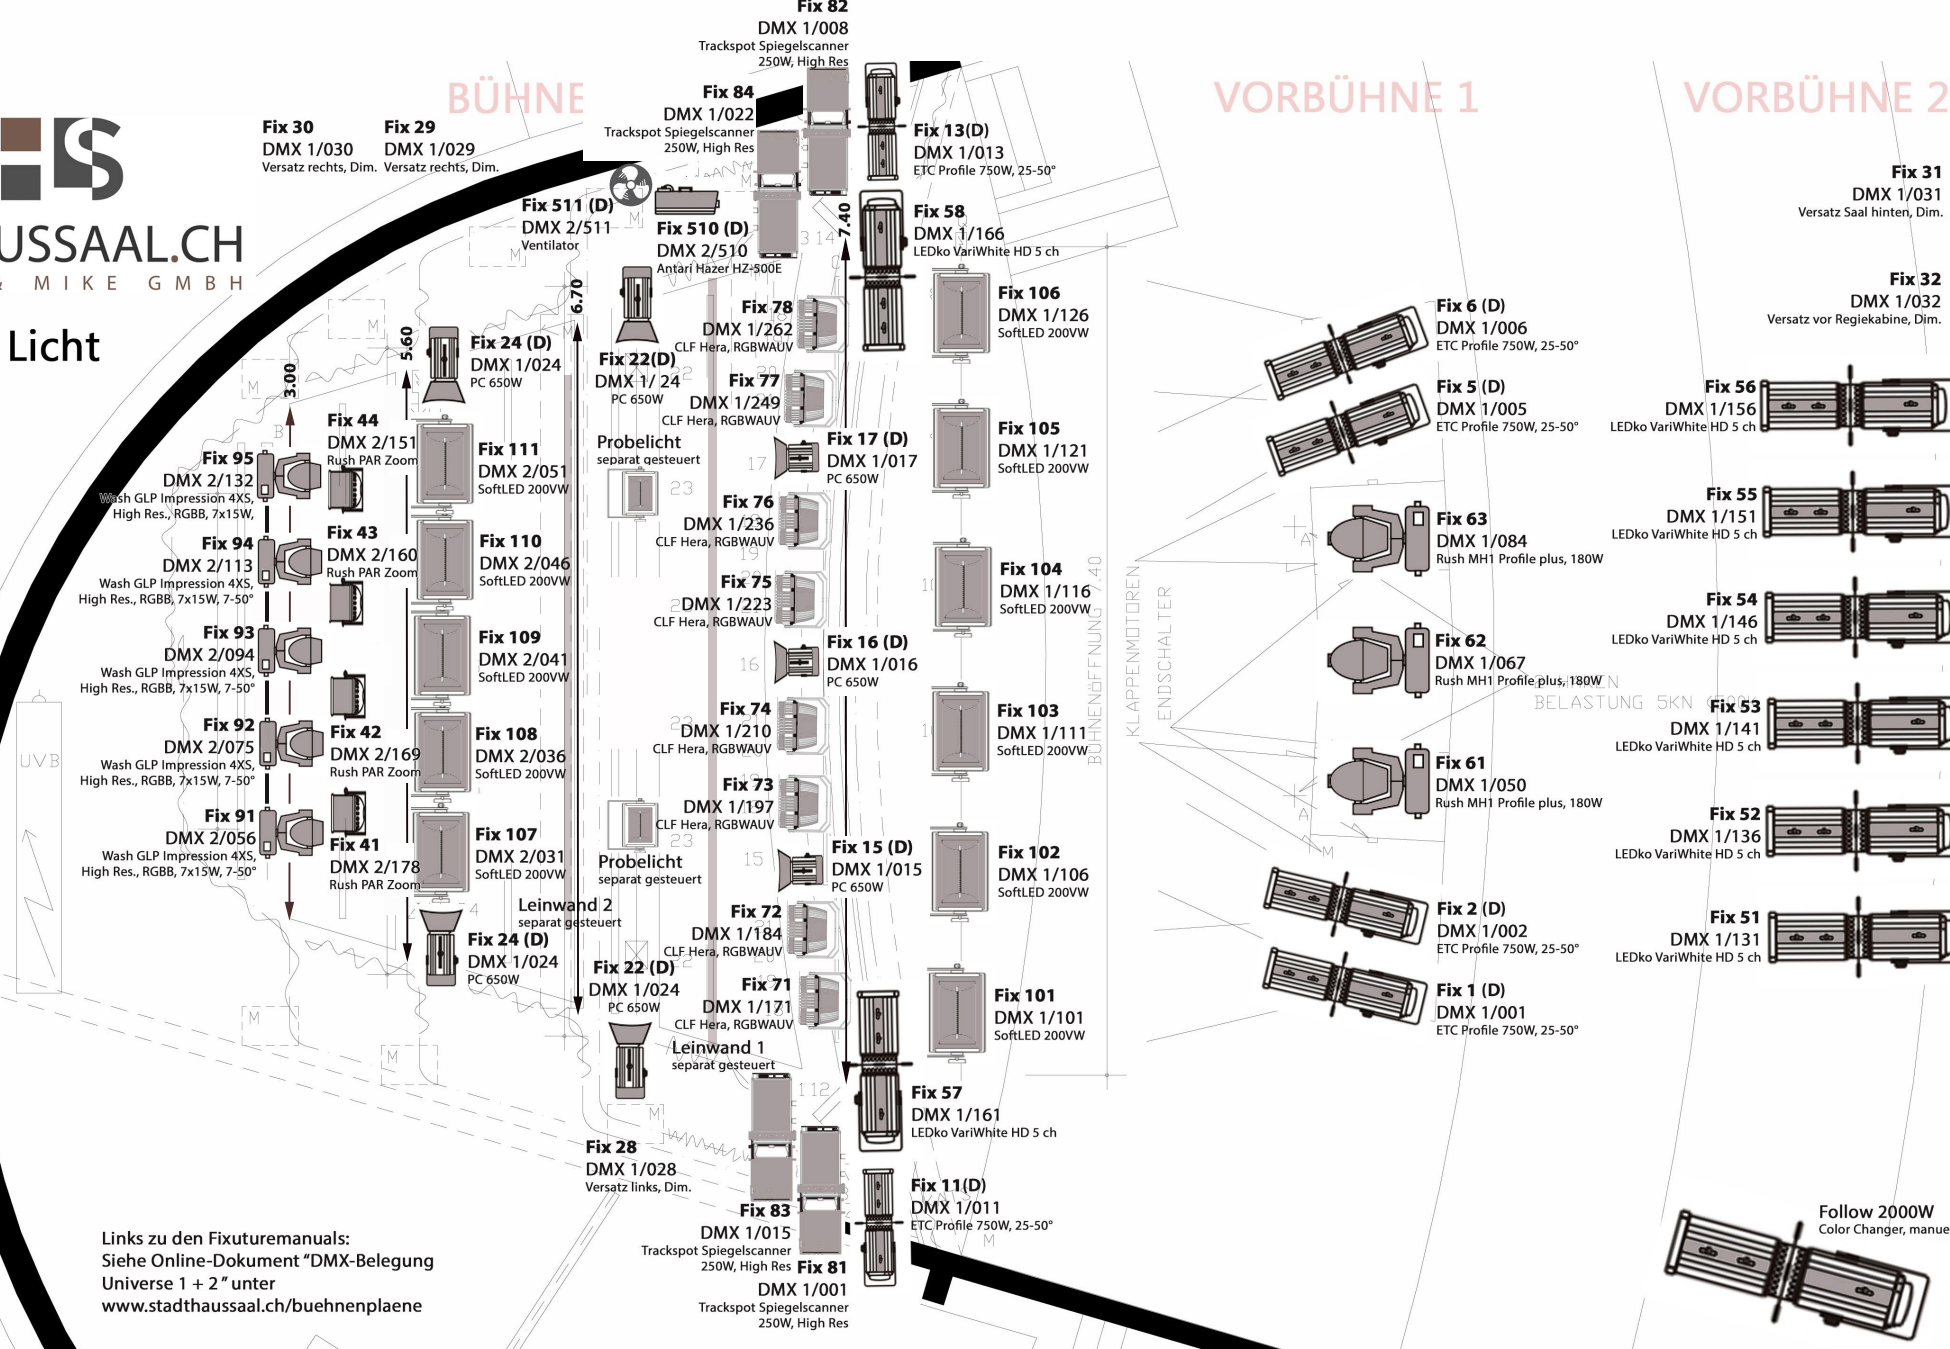 BÜHNE
VORBÜHNE 1
VORBÜHNE 2
USSAAL.CH
MIKE GMBH
Licht
Fix 30
DMX 1/030
Versatz rechts, Dim.
Fix 29
DMX 1/029
Versatz rechts, Dim.
Fix 82
DMX 1/008
Trackspot Spiegelscanner
250W, High Res
Fix 84
DMX 1/022
Trackspot Spiegelscanner
250W, High Res
Fix 13(D)
DMX 1/013
ETC Profile 750W, 25-50°
Fix 511 (D)
DMX 2/511
Ventilator
Fix 510 (D)
DMX 2/510
Antari Hazer HZ-500E
Fix 58
DMX 1/166
LEDko VariWhite HD 5 ch
3.00
5.60
6.70
7.40
Fix 95
DMX 2/132
Wash GLP Impression 4XS,
High Res., RGBB, 7x15W,
Fix 94
DMX 2/113
Wash GLP Impression 4XS,
High Res., RGBB, 7x15W, 7-50°
Fix 93
DMX 2/094
Wash GLP Impression 4XS,
High Res., RGBB, 7x15W, 7-50°
Fix 92
DMX 2/075
Wash GLP Impression 4XS,
High Res., RGBB, 7x15W, 7-50°
Fix 91
DMX 2/056
Wash GLP Impression 4XS,
High Res., RGBB, 7x15W, 7-50°
Fix 44
DMX 2/151
Rush PAR Zoom
Fix 43
DMX 2/160
Rush PAR Zoom
Fix 42
DMX 2/169
Rush PAR Zoom
Fix 41
DMX 2/178
Rush PAR Zoom
Fix 24 (D)
DMX 1/024
PC 650W
Fix 111
DMX 2/051
SoftLED 200VW
Fix 110
DMX 2/046
SoftLED 200VW
Fix 109
DMX 2/041
SoftLED 200VW
Fix 108
DMX 2/036
SoftLED 200VW
Fix 107
DMX 2/031
SoftLED 200VW
Fix 24 (D)
DMX 1/024
PC 650W
Fix 22(D)
DMX 1/ 24
PC 650W
Probelicht
separat gesteuert
23
Probelicht
separat gesteuert
23
Leinwand 2
separat gesteuert
Fix 22 (D)
DMX 1/024
PC 650W
Leinwand 1
separat gesteuert
Fix 28
DMX 1/028
Versatz links, Dim.
Fix 78
DMX 1/262
CLF Hera, RGBWAUV
Fix 77
DMX 1/249
CLF Hera, RGBWAUV
Fix 17 (D)
DMX 1/017
PC 650W
17
Fix 76
DMX 1/236
CLF Hera, RGBWAUV
Fix 75
DMX 1/223
CLF Hera, RGBWAUV
Fix 16 (D)
DMX 1/016
PC 650W
16
Fix 74
DMX 1/210
CLF Hera, RGBWAUV
Fix 73
DMX 1/197
CLF Hera, RGBWAUV
Fix 15 (D)
DMX 1/015
PC 650W
15
Fix 72
DMX 1/184
CLF Hera, RGBWAUV
Fix 71
DMX 1/171
CLF Hera, RGBWAUV
Fix 106
DMX 1/126
SoftLED 200VW
Fix 105
DMX 1/121
SoftLED 200VW
Fix 104
DMX 1/116
SoftLED 200VW
Fix 103
DMX 1/111
SoftLED 200VW
Fix 102
DMX 1/106
SoftLED 200VW
Fix 101
DMX 1/101
SoftLED 200VW
Fix 57
DMX 1/161
LEDko VariWhite HD 5 ch
Fix 11(D)
DMX 1/011
ETC Profile 750W, 25-50°
Fix 83
DMX 1/015
Trackspot Spiegelscanner
250W, High Res
Fix 81
DMX 1/001
Trackspot Spiegelscanner
250W, High Res
BÜHNENÖFFNUNG 7.40
KLAPPENMOTOREN
ENDSCHALTER
Fix 6 (D)
DMX 1/006
ETC Profile 750W, 25-50°
Fix 5 (D)
DMX 1/005
ETC Profile 750W, 25-50°
Fix 63
DMX 1/084
Rush MH1 Profile plus, 180W
Fix 62
DMX 1/067
Rush MH1 Profile plus, 180W
BELASTUNG 5KN
Fix 61
DMX 1/050
Rush MH1 Profile plus, 180W
Fix 2 (D)
DMX 1/002
ETC Profile 750W, 25-50°
Fix 1 (D)
DMX 1/001
ETC Profile 750W, 25-50°
Fix 31
DMX 1/031
Versatz Saal hinten, Dim.
Fix 32
DMX 1/032
Versatz vor Regiekabine, Dim.
Fix 56
DMX 1/156
LEDko VariWhite HD 5 ch
Fix 55
DMX 1/151
LEDko VariWhite HD 5 ch
Fix 54
DMX 1/146
LEDko VariWhite HD 5 ch
Fix 53
DMX 1/141
LEDko VariWhite HD 5 ch
Fix 52
DMX 1/136
LEDko VariWhite HD 5 ch
Fix 51
DMX 1/131
LEDko VariWhite HD 5 ch
Follow 2000W
Color Changer, manue
UVB
Links zu den Fixuturemanuals:
Siehe Online-Dokument "DMX-Belegung
Universe 1 + 2" unter
www.stadthaussaal.ch/buehnenplaene